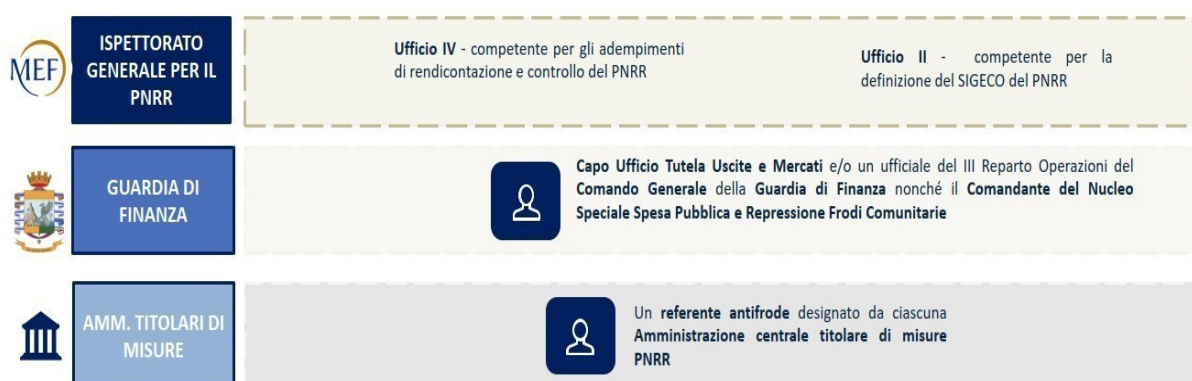 MEF
ISPETTORATO
GENERALE PER IL
PNRR
Ufficio IV - competente per gli adempimenti
di rendicontazione e controllo del PNRR
Ufficio II - competente per la
definizione del SIGECO del PNRR
GUARDIA DI
FINANZA
Capo Ufficio Tutela Uscite e Mercati e/o un ufficiale del III Reparto Operazioni del
Comando Generale della Guardia di Finanza nonché il Comandante del Nucleo
Speciale Spesa Pubblica e Repressione Frodi Comunitarie
AMM. TITOLARI DI
MISURE
Un referente antifrode designato da ciascuna
Amministrazione centrale titolare di misure
PNRR